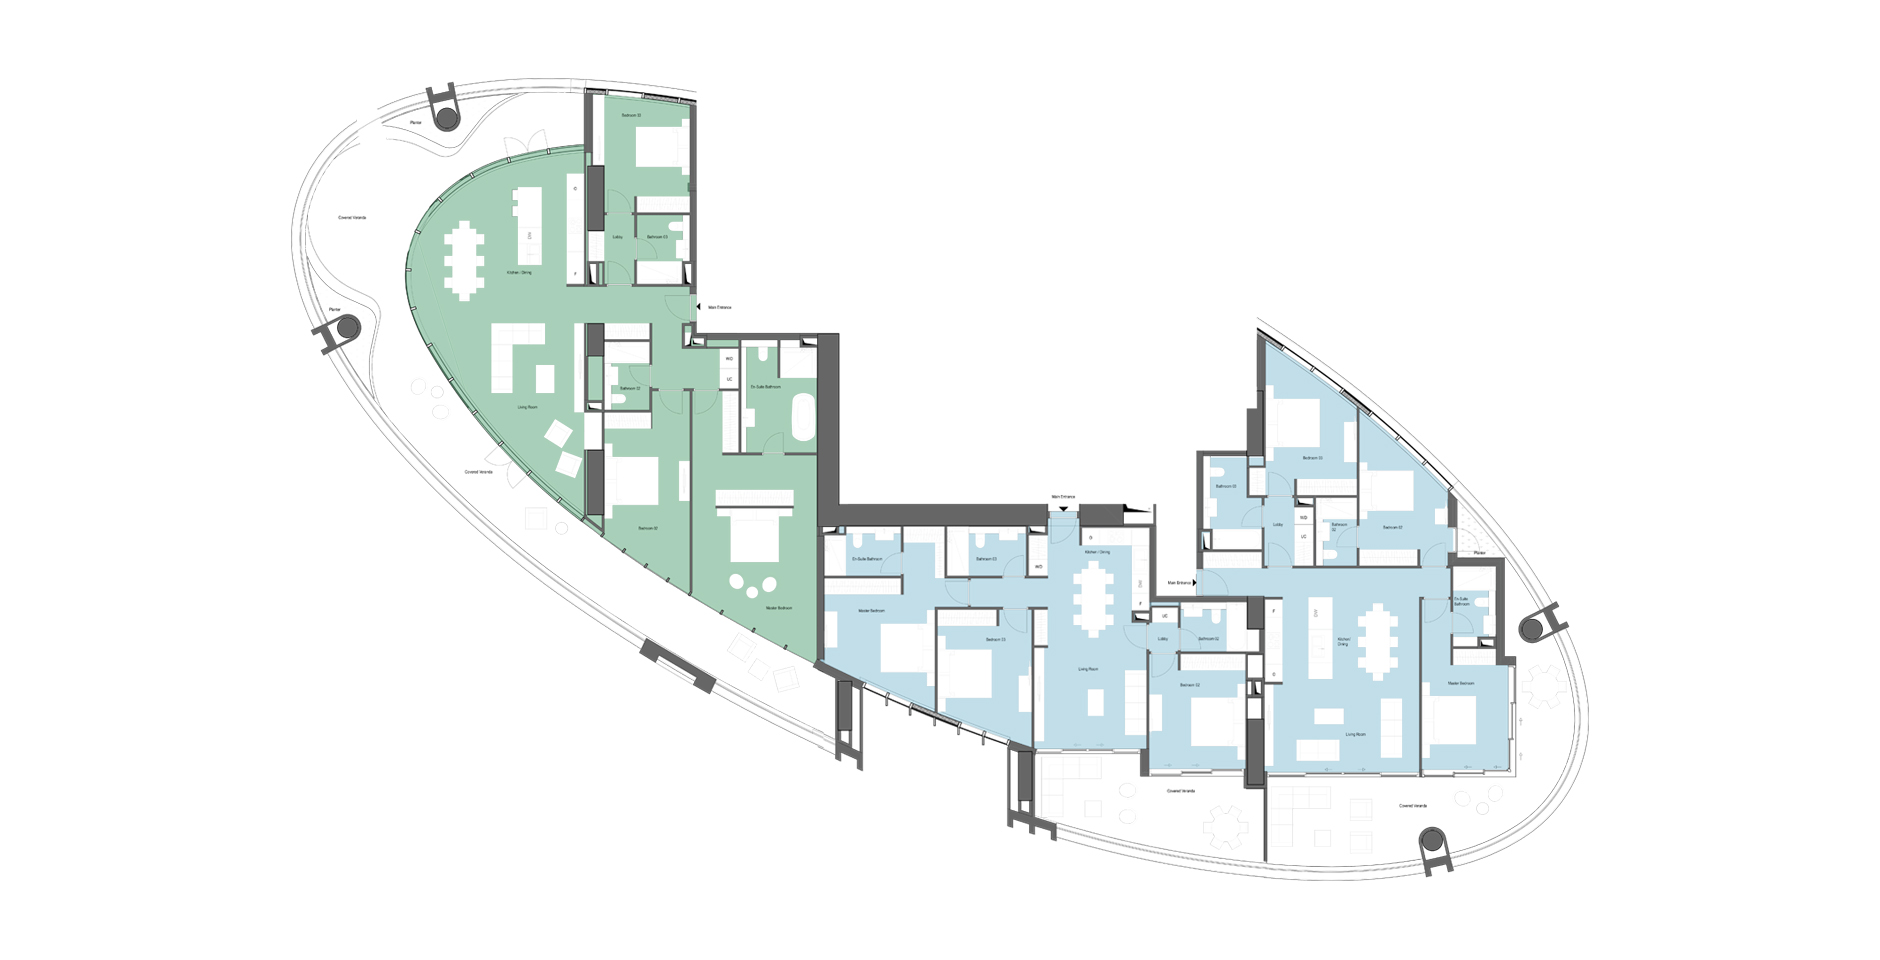 Bedroom 03
Planter
Covered Veranda
Lobby
Bathroom 03
D
DW
Kitchen / Dining
F
Main Entrance
Planter
WD
UC
Bathroom 02
En-Suite Bathroom
Living Room
Covered Veranda
Bedroom 02
Master Bedroom
Main Entrance
En-Suite Bathroom
Bathroom 03
WD
Kitchen / Dining
DW
F
Master Bedroom
Bedroom 03
Living Room
UC
Lobby
Bathroom 02
Bedroom 02
Covered Veranda
Bedroom 03
Bathroom 03
Lobby
WD
UC
Bathroom
02
Bedroom 02
Planter
Main Entrance
F
DW
Kitchen/
Dining
En-Suite
Bathroom
Master Bedroom
Living Room
Covered Veranda